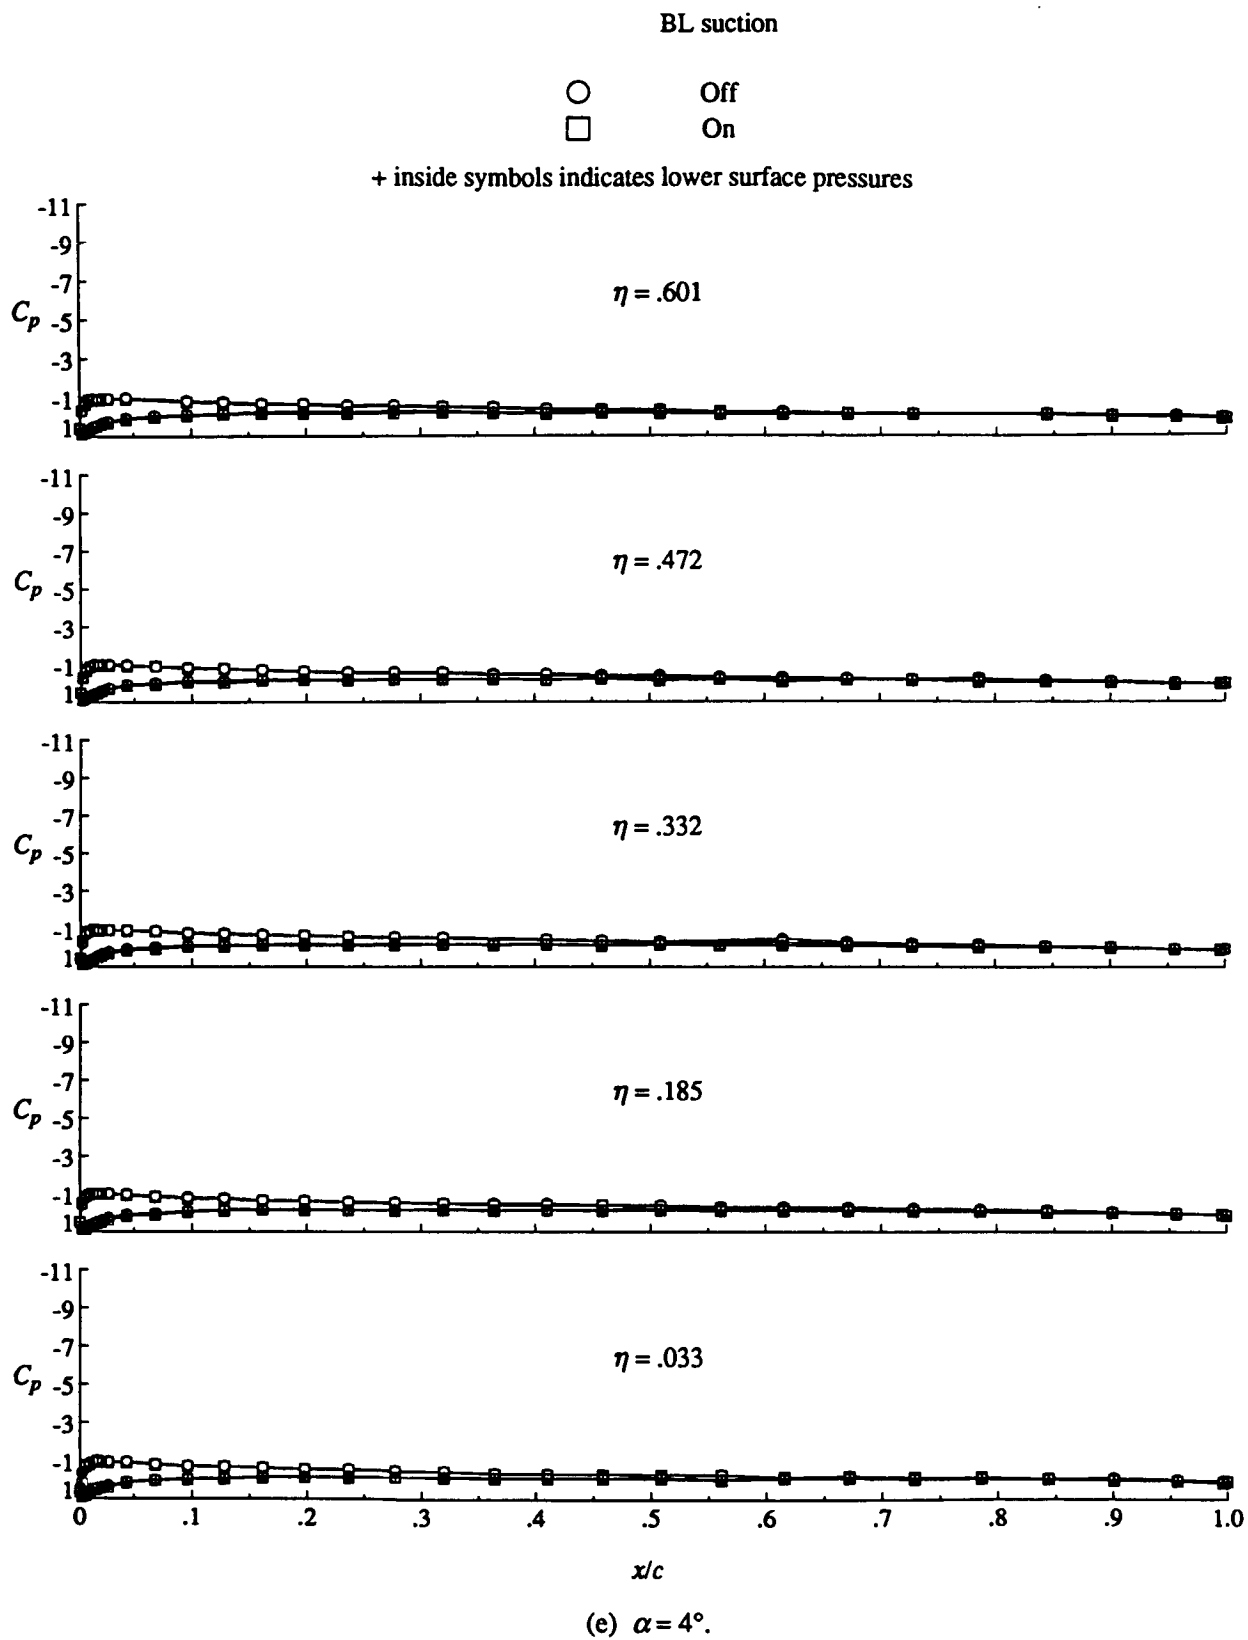 BL suction
Off
On
+ inside symbols indicates lower surface pressures
-11
-9
-7
C_p -5
-3
-1
1
η = .601
-11
-9
-7
C_p -5
-3
-1
1
η = .472
-11
-9
-7
C_p -5
-3
-1
1
η = .332
-11
-9
-7
C_p -5
-3
-1
1
η = .185
-11
-9
-7
C_p -5
-3
-1
1
η = .033
0 .1 .2 .3 .4 .5 .6 .7 .8 .9 1.0
x/c
(e) α = 4°.